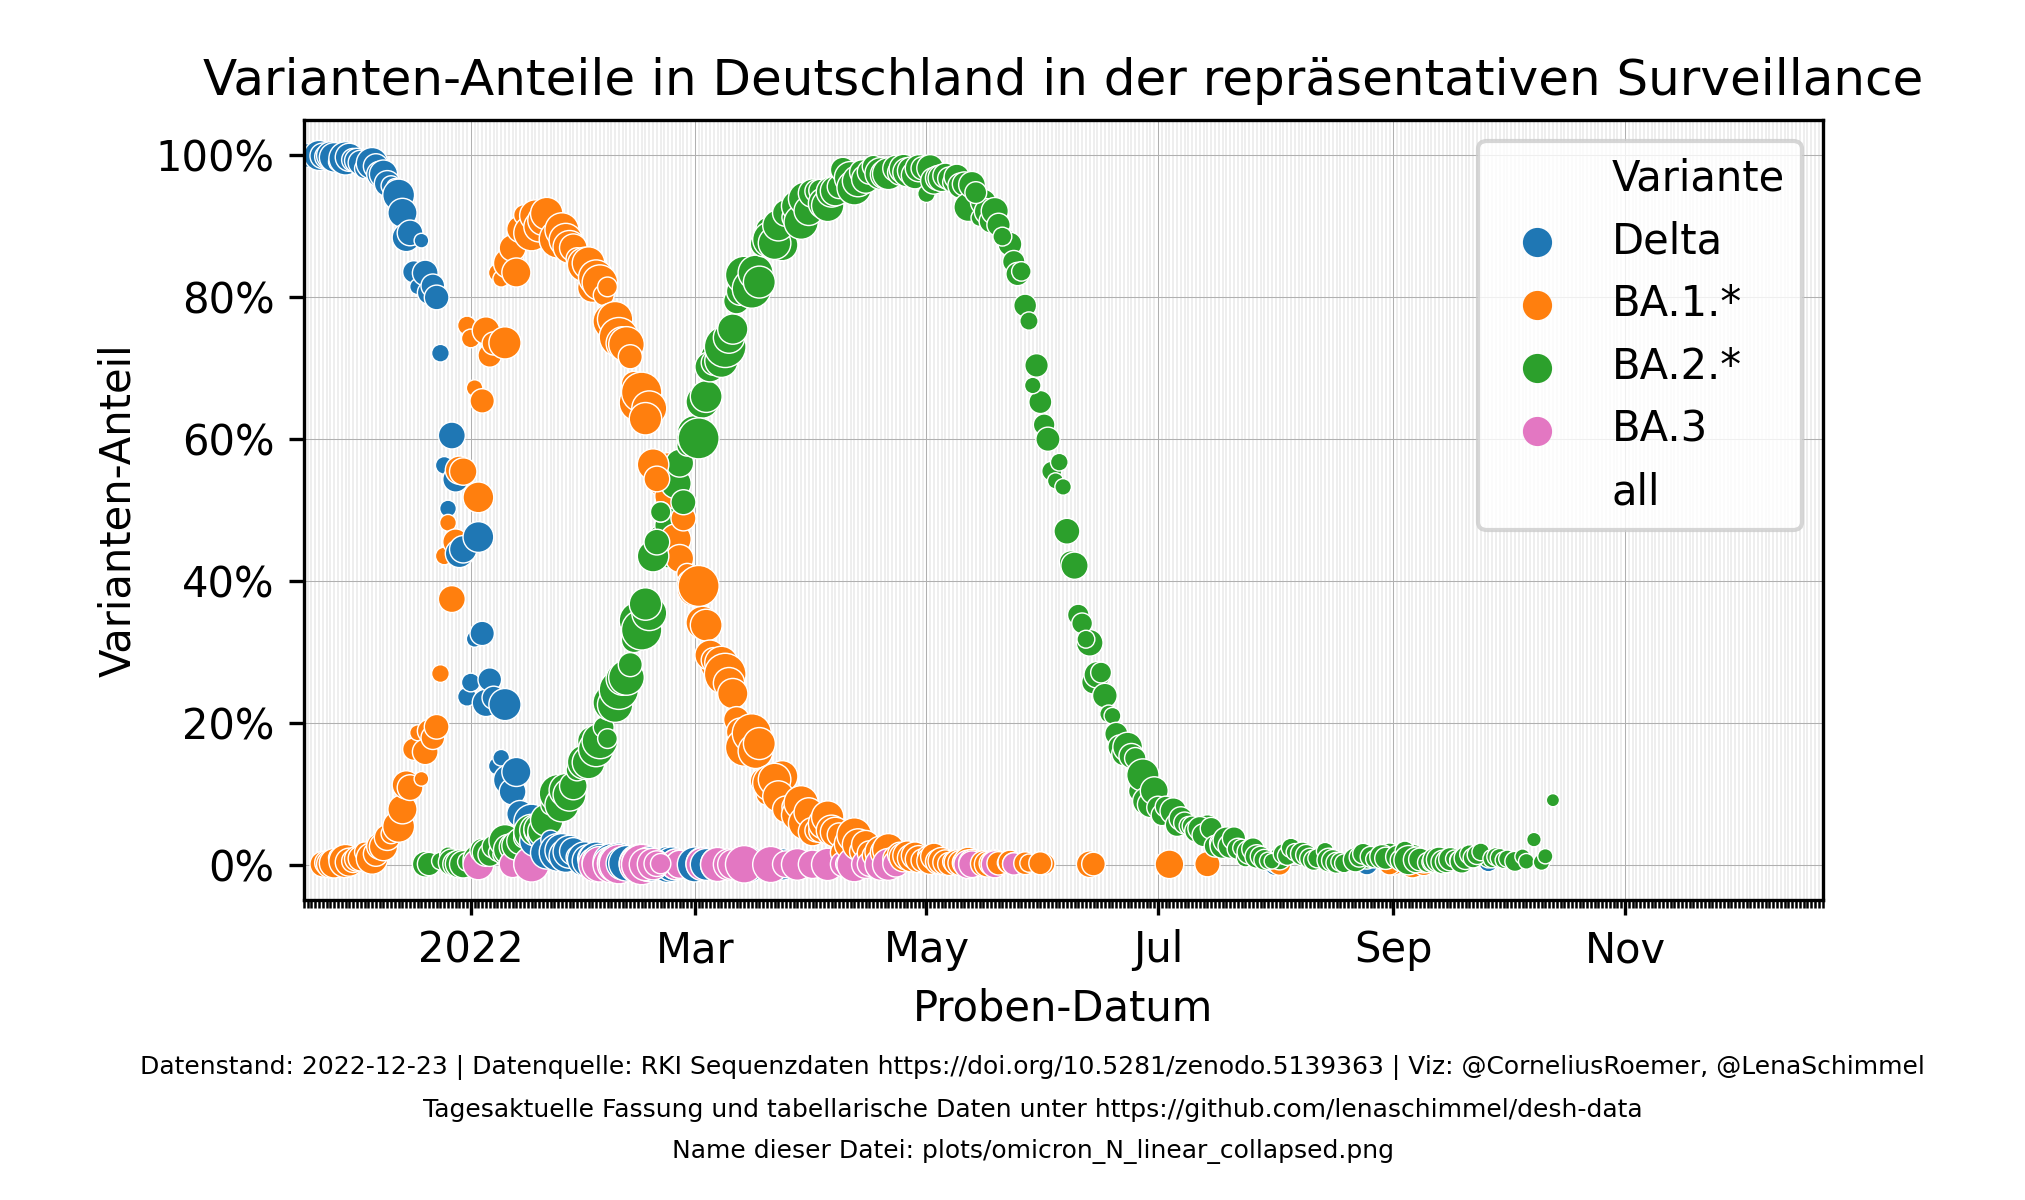 Varianten-Anteile in Deutschland in der repräsentativen Surveillance
100%
80%
60%
40%
20%
0%
Varianten-Anteil
Variante
Delta
BA.1.*
BA.2.*
BA.3
all
2022 Mar May Jul Sep Nov
Proben-Datum
Datenstand: 2022-12-23 | Datenquelle: RKI Sequenzdaten https://doi.org/10.5281/zenodo.5139363 | Viz: @CorneliusRoemer, @LenaSchimmel
Tagesaktuelle Fassung und tabellarische Daten unter https://github.com/lenaschimmel/desh-data
Name dieser Datei: plots/omicron_N_linear_collapsed.png